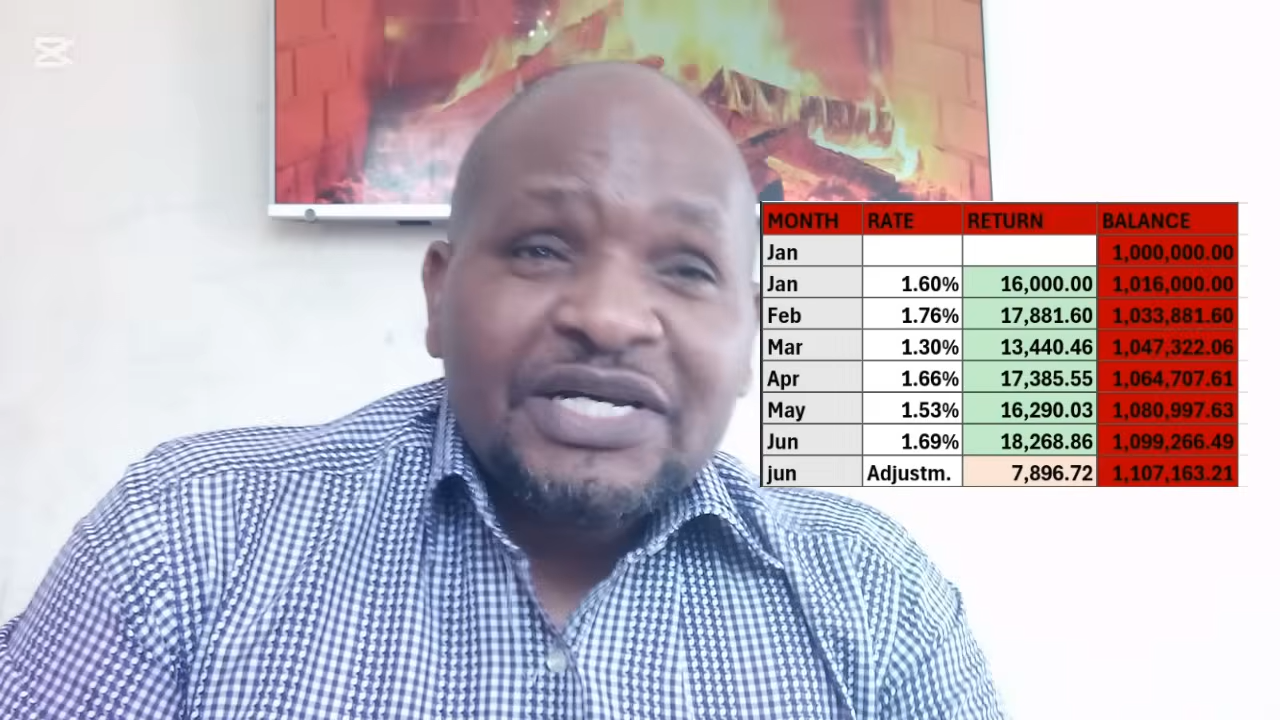 MONTH RATE RETURN BALANCE
Jan 1,000,000.00
Jan 1.60% 16,000.00 1,016,000.00
Feb 1.76% 17,881.60 1,033,881.60
Mar 1.30% 13,440.46 1,047,322.06
Apr 1.66% 17,385.55 1,064,707.61
May 1.53% 16,290.03 1,080,997.63
Jun 1.69% 18,268.86 1,099,266.49
jun Adjustm. 7,896.72 1,107,163.21